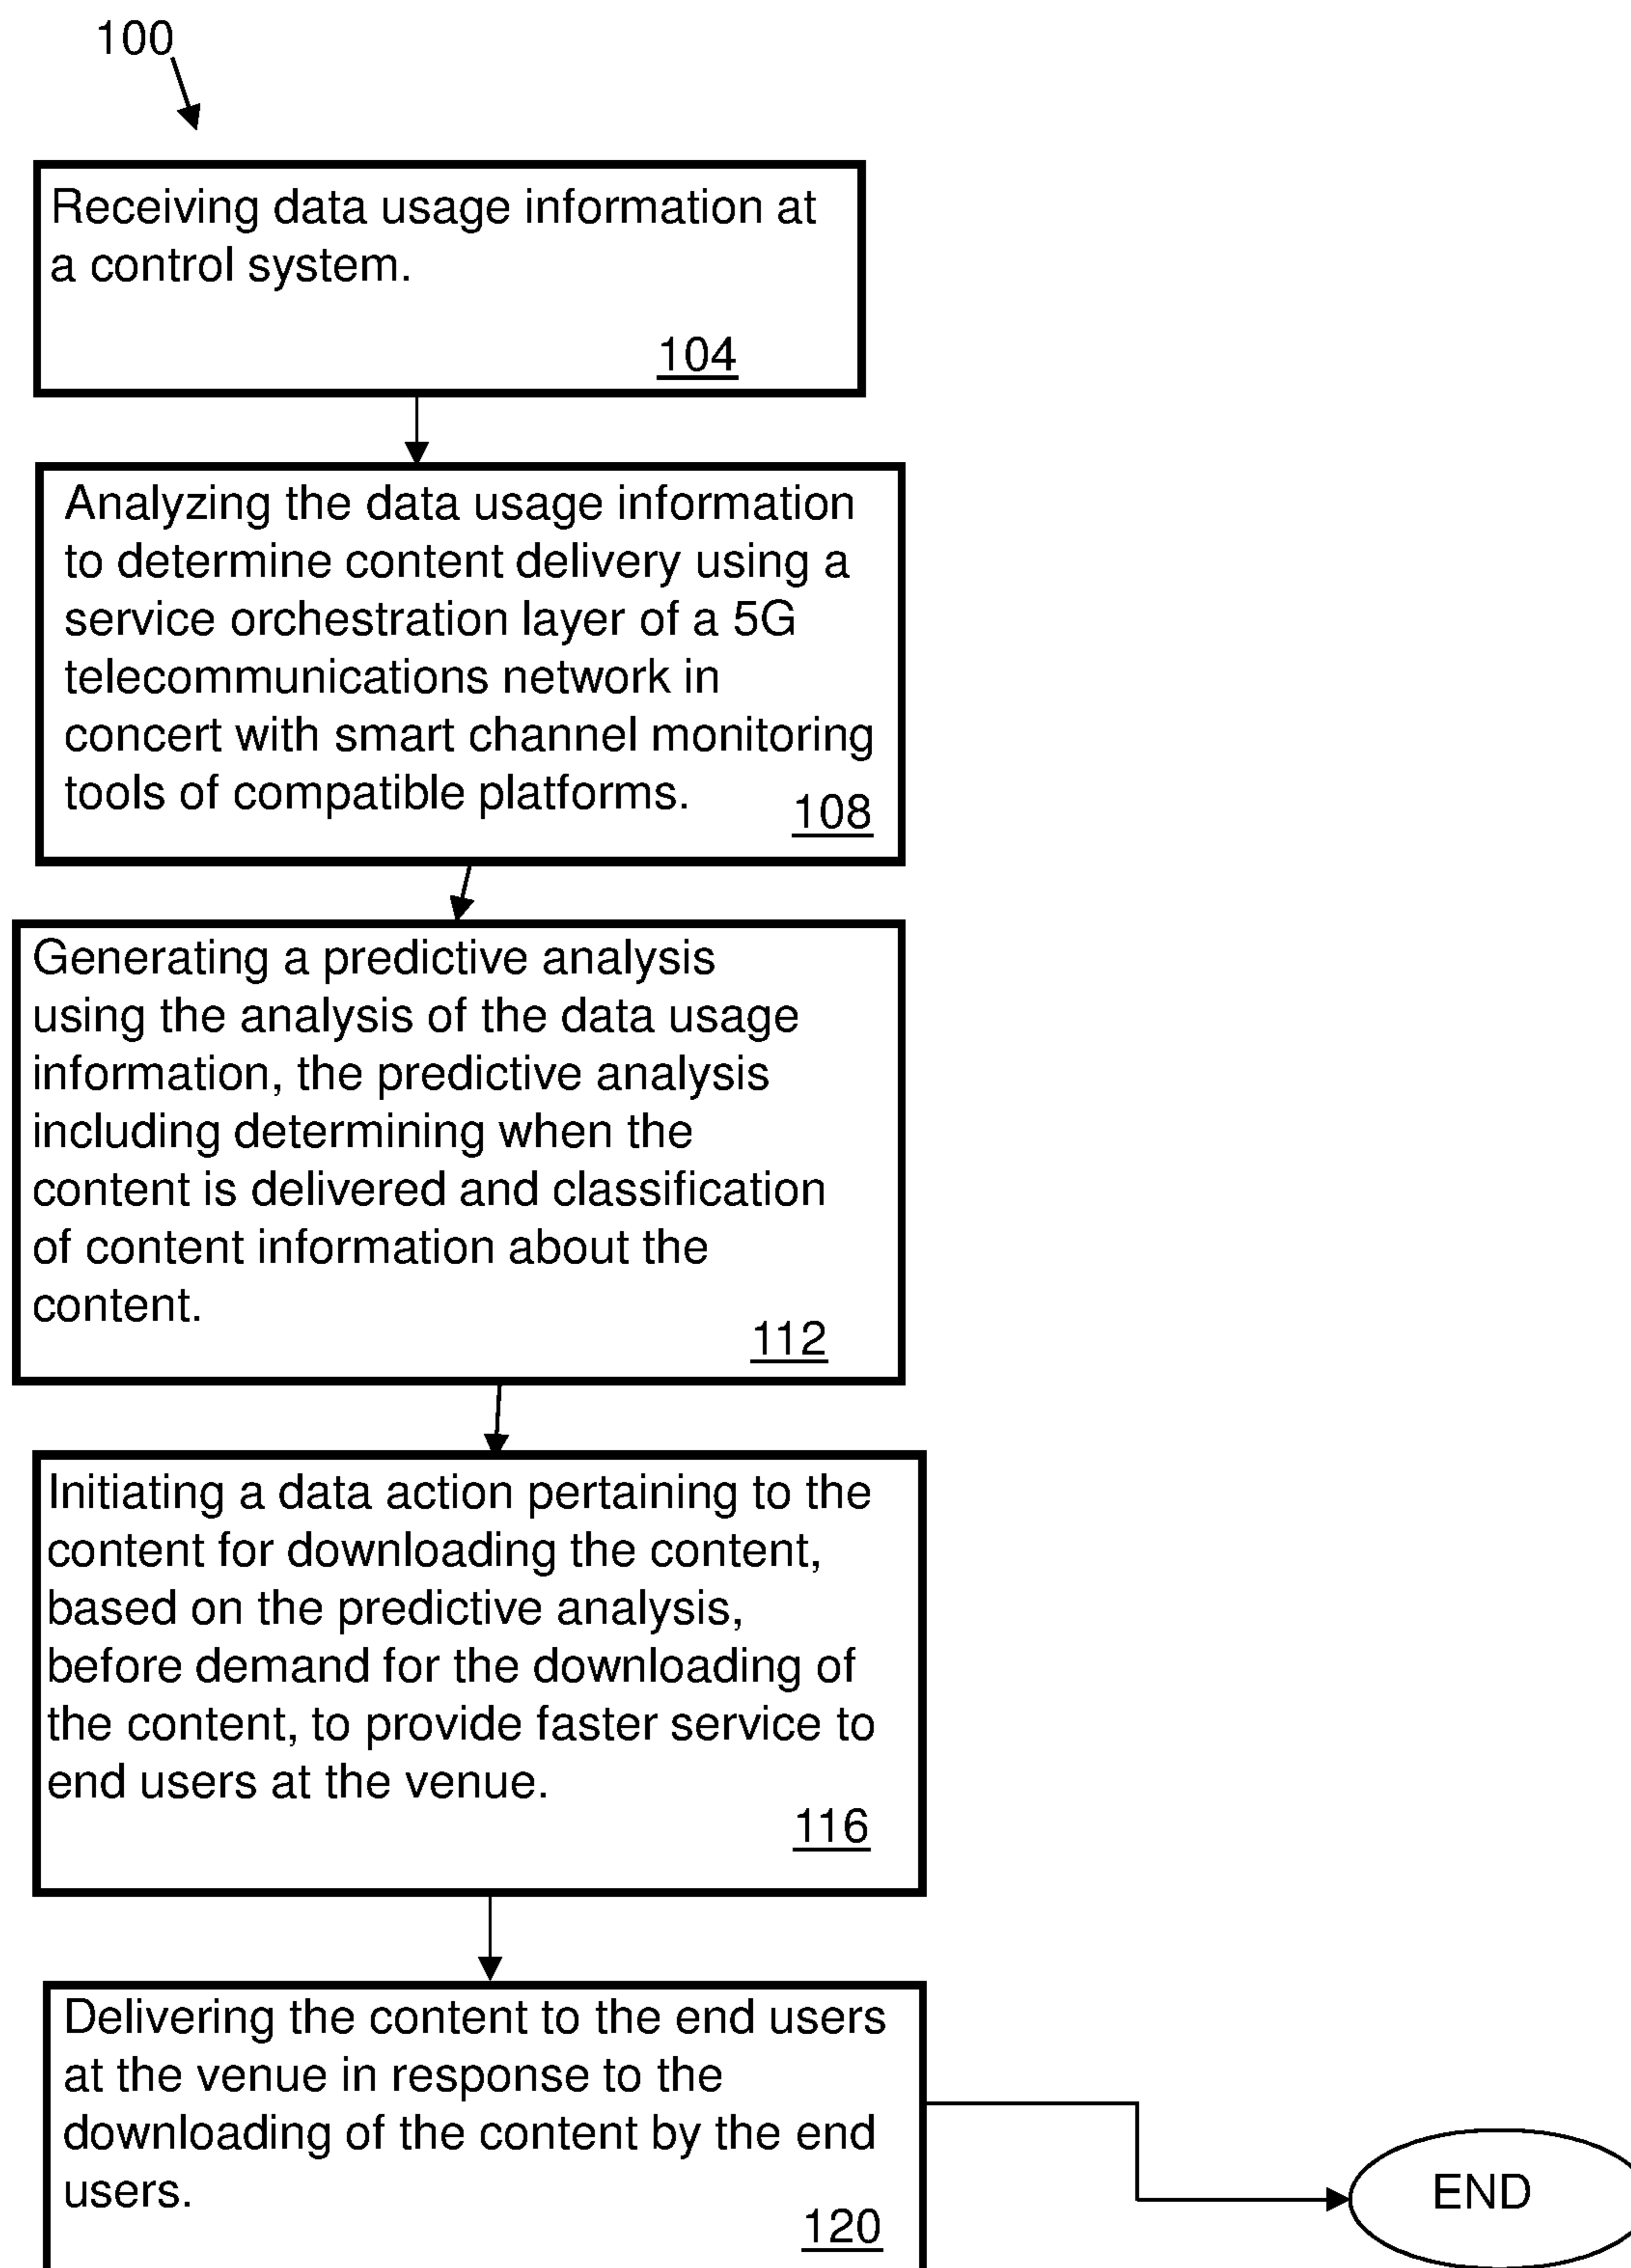 100
Receiving data usage information at
a control system.
104
Analyzing the data usage information
to determine content delivery using a
service orchestration layer of a 5G
telecommunications network in
concert with smart channel monitoring
tools of compatible platforms.
108
Generating a predictive analysis
using the analysis of the data usage
information, the predictive analysis
including determining when the
content is delivered and classification
of content information about the
content.
112
Initiating a data action pertaining to the
content for downloading the content,
based on the predictive analysis,
before demand for the downloading of
the content, to provide faster service to
end users at the venue.
116
Delivering the content to the end users
at the venue in response to the
downloading of the content by the end
users.
120
END